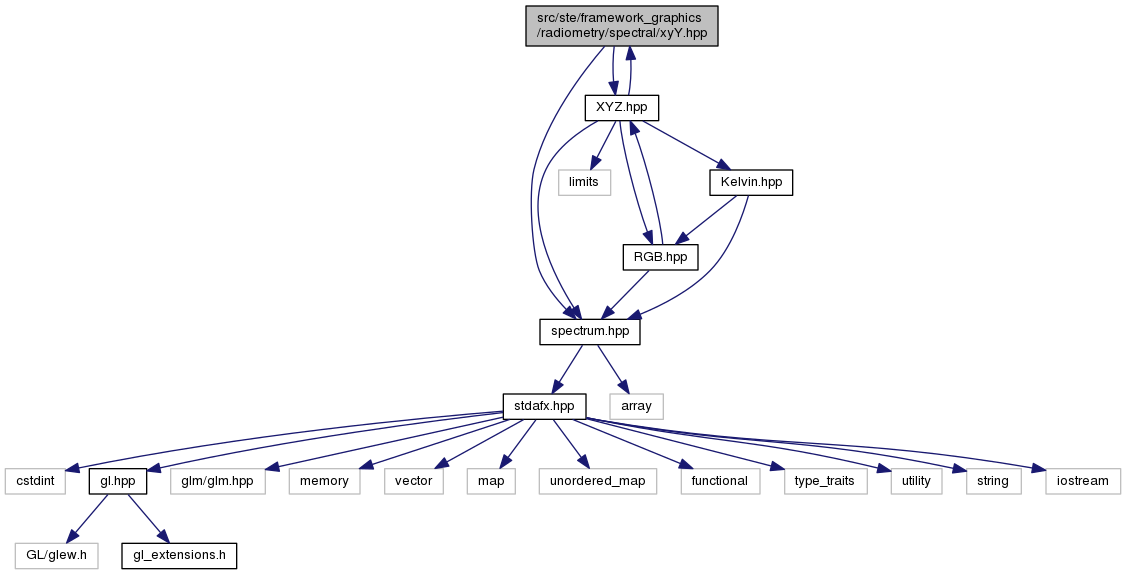 src/ste/framework_graphics
/radiometry/spectral/xyY.hpp
XYZ.hpp
limits
Kelvin.hpp
RGB.hpp
spectrum.hpp
stdafx.hpp
array
cstdint
gl.hpp
glm/glm.hpp
memory
vector
map
unordered_map
functional
type_traits
utility
string
iostream
GL/glew.h
gl_extensions.h